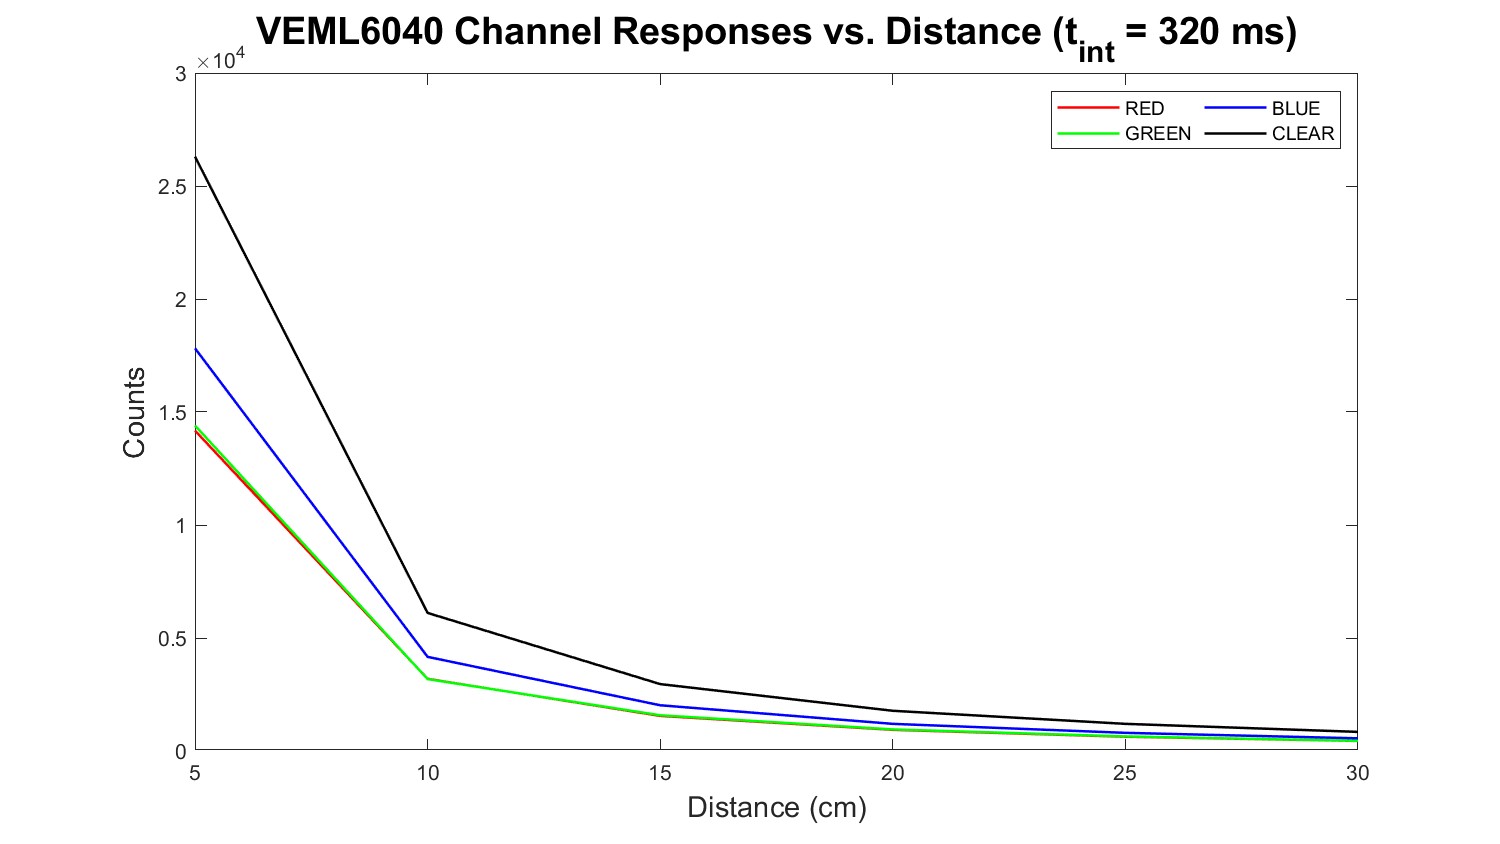 VEML6040 Channel Responses vs. Distance (t_int = 320 ms)
×10^4
3
2.5
2
1.5
1
0.5
0
Counts
RED BLUE
GREEN CLEAR
5 10 15 20 25 30
Distance (cm)